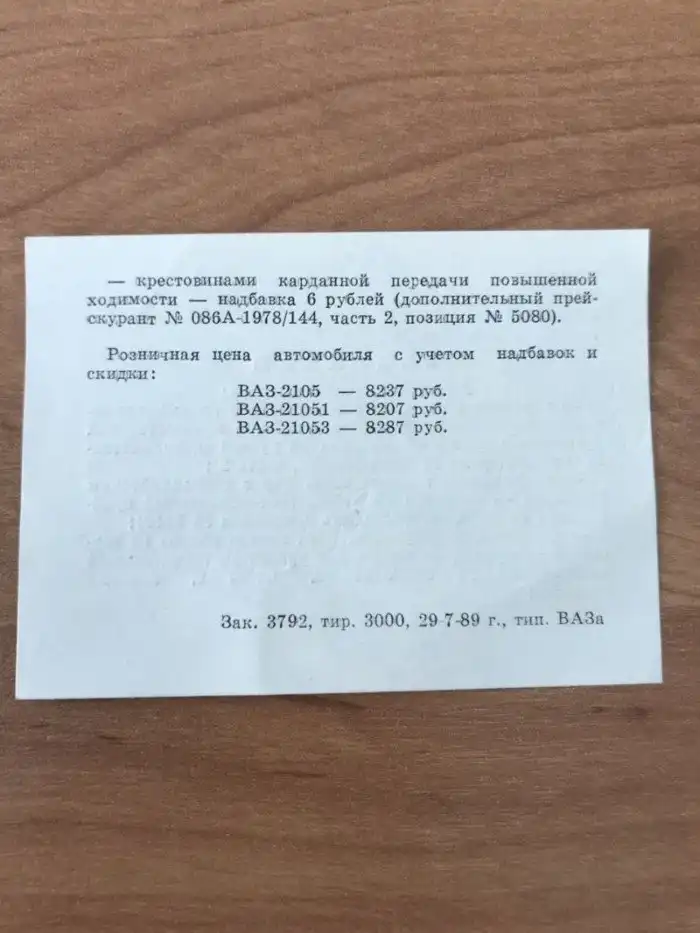 — крестовинами карданной передачи повышенной
ходимости — надбавка 6 рублей (дополнительный прей-
скурант № 086А-1978/144, часть 2, позиция № 5080).
Розничная цена автомобиля с учетом надбавок и
скидки:
ВАЗ-2105 — 8237 руб.
ВАЗ-21051 — 8207 руб.
ВАЗ-21053 — 8287 руб.
Зак. 3792, тир. 3000, 29-7-89 г., тип. ВАЗа